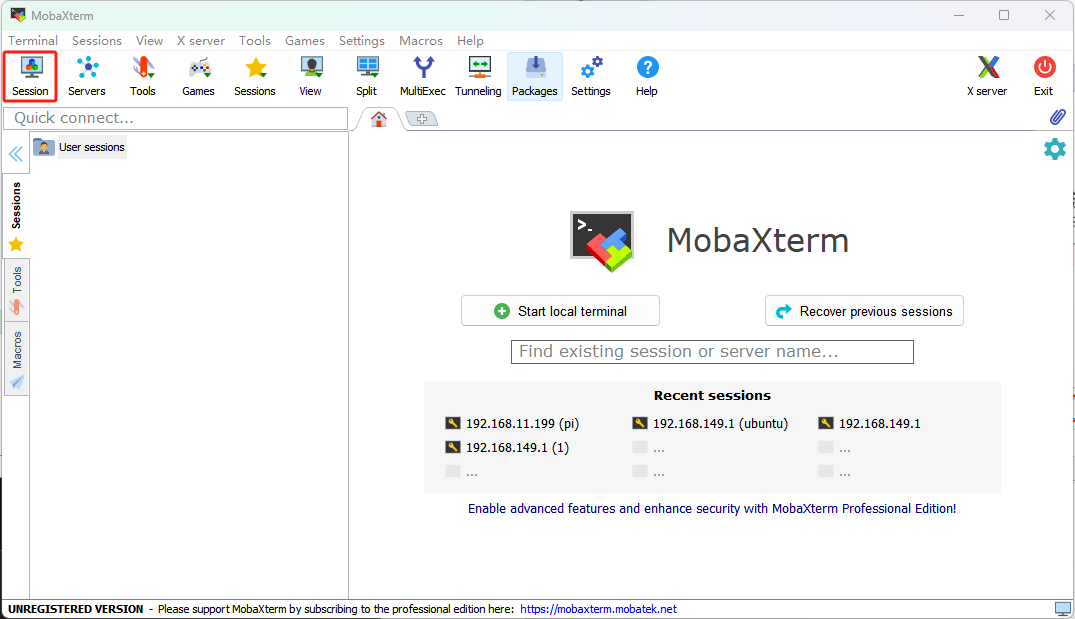 MobaXterm
Terminal Sessions View X server Tools Games Settings Macros Help
Session Servers Tools Games Sessions View Split MultiExec Tunneling Packages Settings Help X server Exit
Quick connect...
User sessions
Sessions
Tools
Macros
>_
MobaXterm
Start local terminal Recover previous sessions
Find existing session or server name...
Recent sessions
192.168.11.199 (pi) 192.168.149.1 (ubuntu) 192.168.149.1
192.168.149.1 (1) ... ...
... ... ...
Enable advanced features and enhance security with MobaXterm Professional Edition!
UNREGISTERED VERSION - Please support MobaXterm by subscribing to the professional edition here: https://mobaxterm.mobatek.net